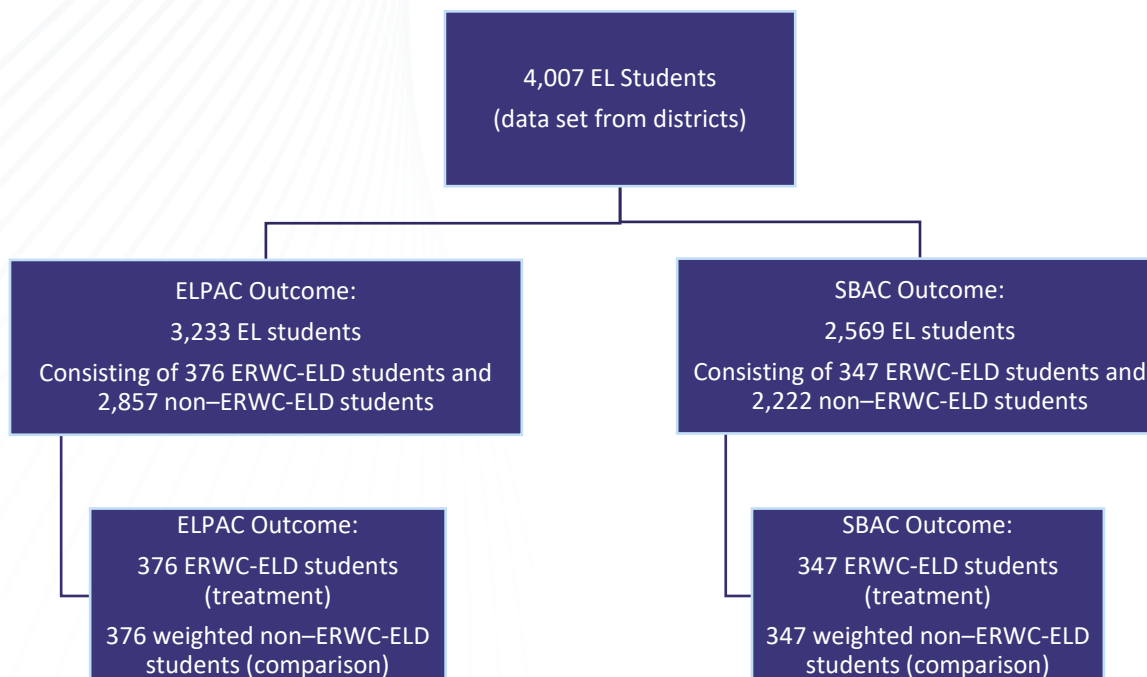 4,007 EL Students
(data set from districts)
ELPAC Outcome:
3,233 EL students
Consisting of 376 ERWC-ELD students and
2,857 non–ERWC-ELD students
SBAC Outcome:
2,569 EL students
Consisting of 347 ERWC-ELD students and
2,222 non–ERWC-ELD students
ELPAC Outcome:
376 ERWC-ELD students
(treatment)
376 weighted non–ERWC-ELD
students (comparison)
SBAC Outcome:
347 ERWC-ELD students
(treatment)
347 weighted non–ERWC-ELD
students (comparison)